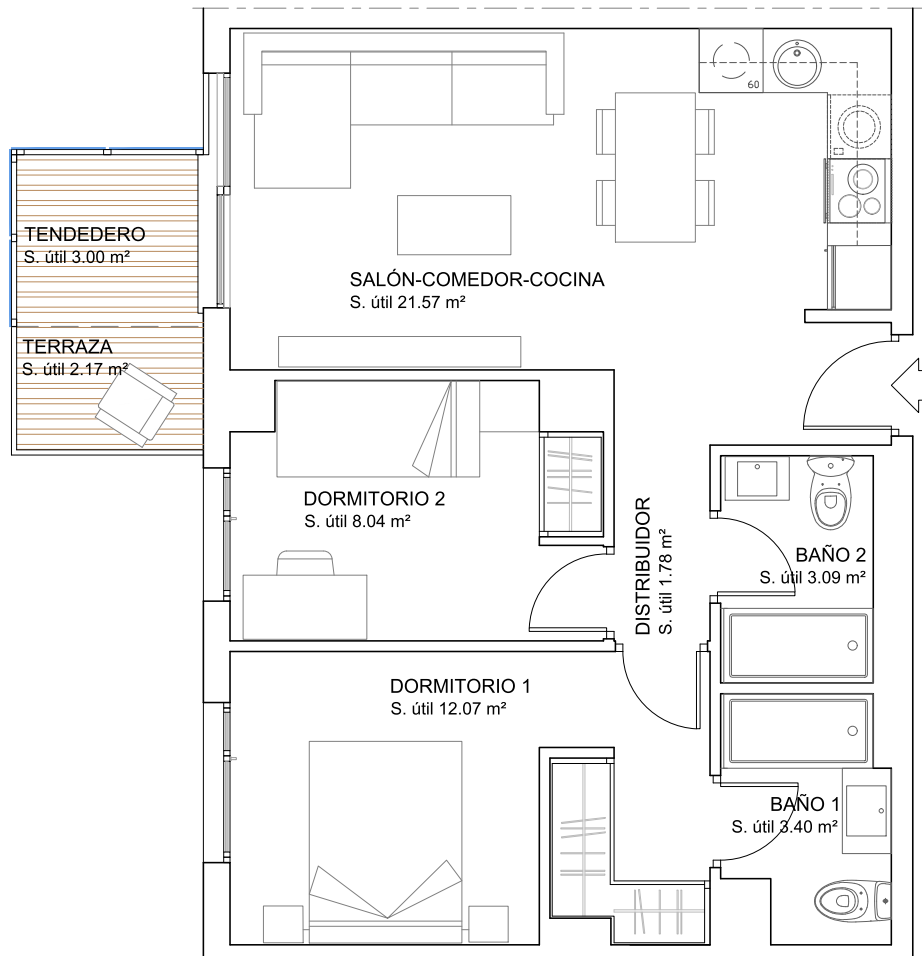 60
TENDEDERO
S. útil 3.00 m²
SALÓN-COMEDOR-COCINA
S. útil 21.57 m²
TERRAZA
S. útil 2.17 m²
DORMITORIO 2
S. útil 8.04 m²
DISTRIBUIDOR
S. útil 1.78 m²
BAÑO 2
S. útil 3.09 m²
DORMITORIO 1
S. útil 12.07 m²
BAÑO 1
S. útil 3.40 m²